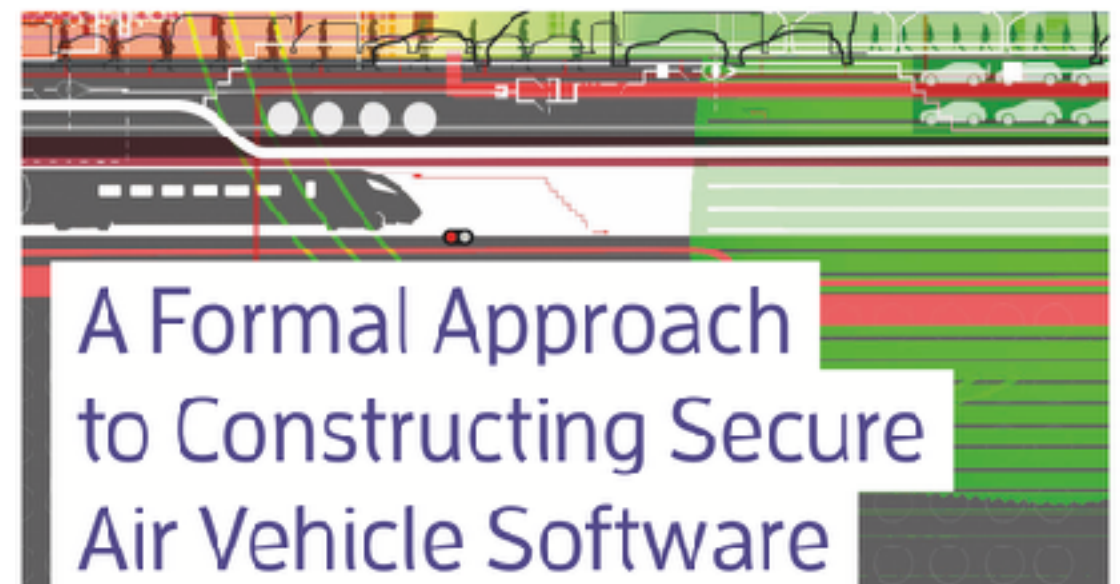 A Formal Approach
to Constructing Secure
Air Vehicle Software